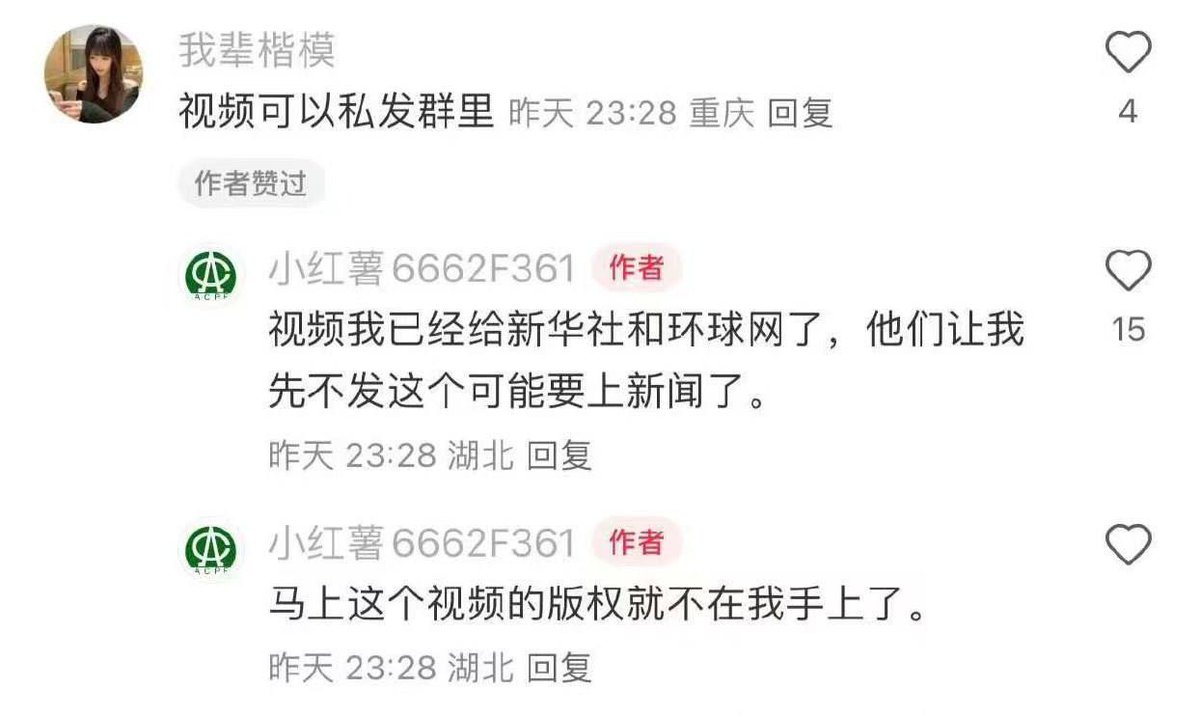 我辈楷模
视频可以私发群里 昨天 23:28 重庆 回复
4
作者赞过
小红薯6662F361 作者
视频我已经给新华社和环球网了，他们让我
15
先不发这个可能要上新闻了。
昨天 23:28 湖北 回复
小红薯6662F361 作者
马上这个视频的版权就不在我手上了。
昨天 23:28 湖北 回复
ACPF
ACPF